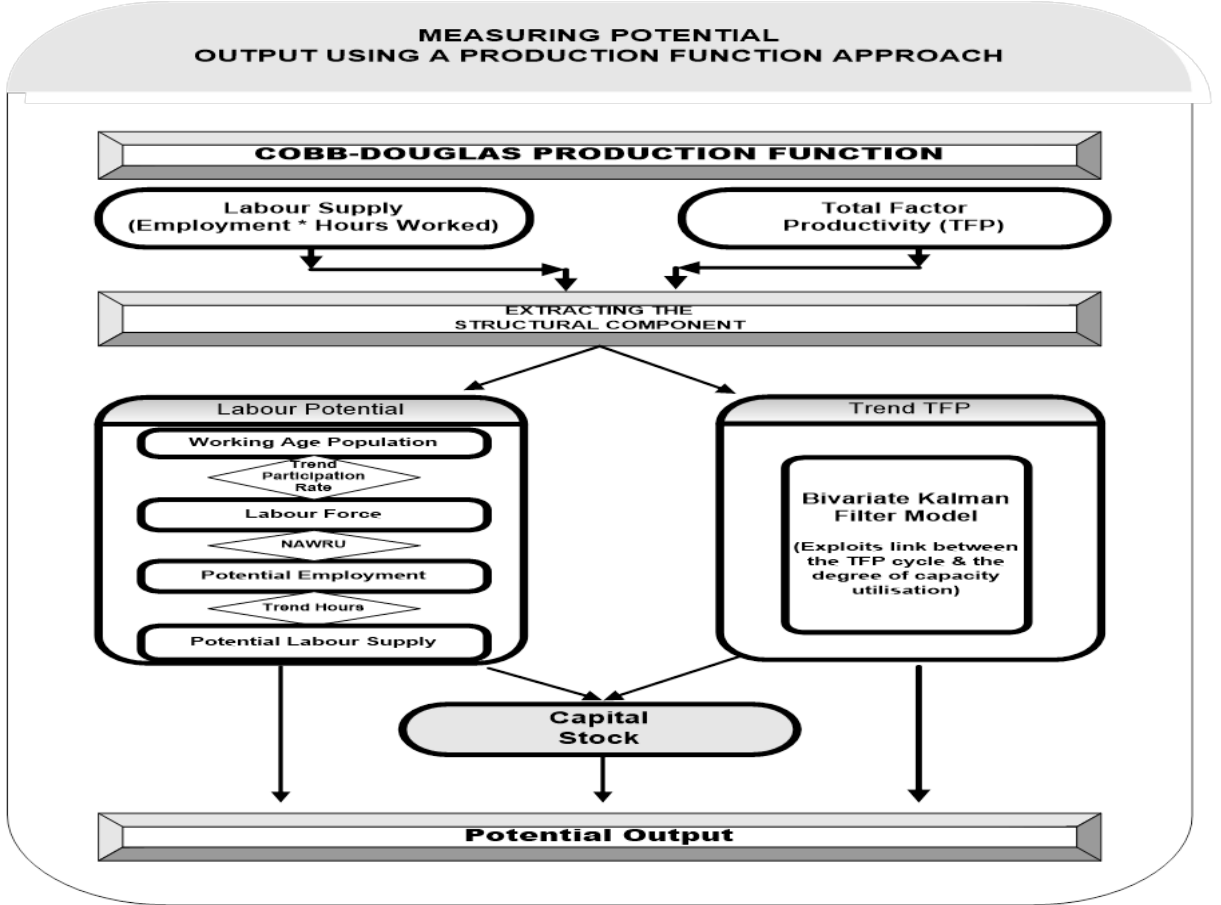 MEASURING POTENTIAL
OUTPUT USING A PRODUCTION FUNCTION APPROACH
COBB-DOUGLAS PRODUCTION FUNCTION
Labour Supply
(Employment * Hours Worked)
Total Factor
Productivity (TFP)
EXTRACTING THE
STRUCTURAL COMPONENT
Labour Potential
Working Age Population
Trend
Participation
Rate
Labour Force
NAWRU
Potential Employment
Trend Hours
Potential Labour Supply
Trend TFP
Bivariate Kalman
Filter Model
(Exploits link between
the TFP cycle & the
degree of capacity
utilisation)
Capital
Stock
Potential Output